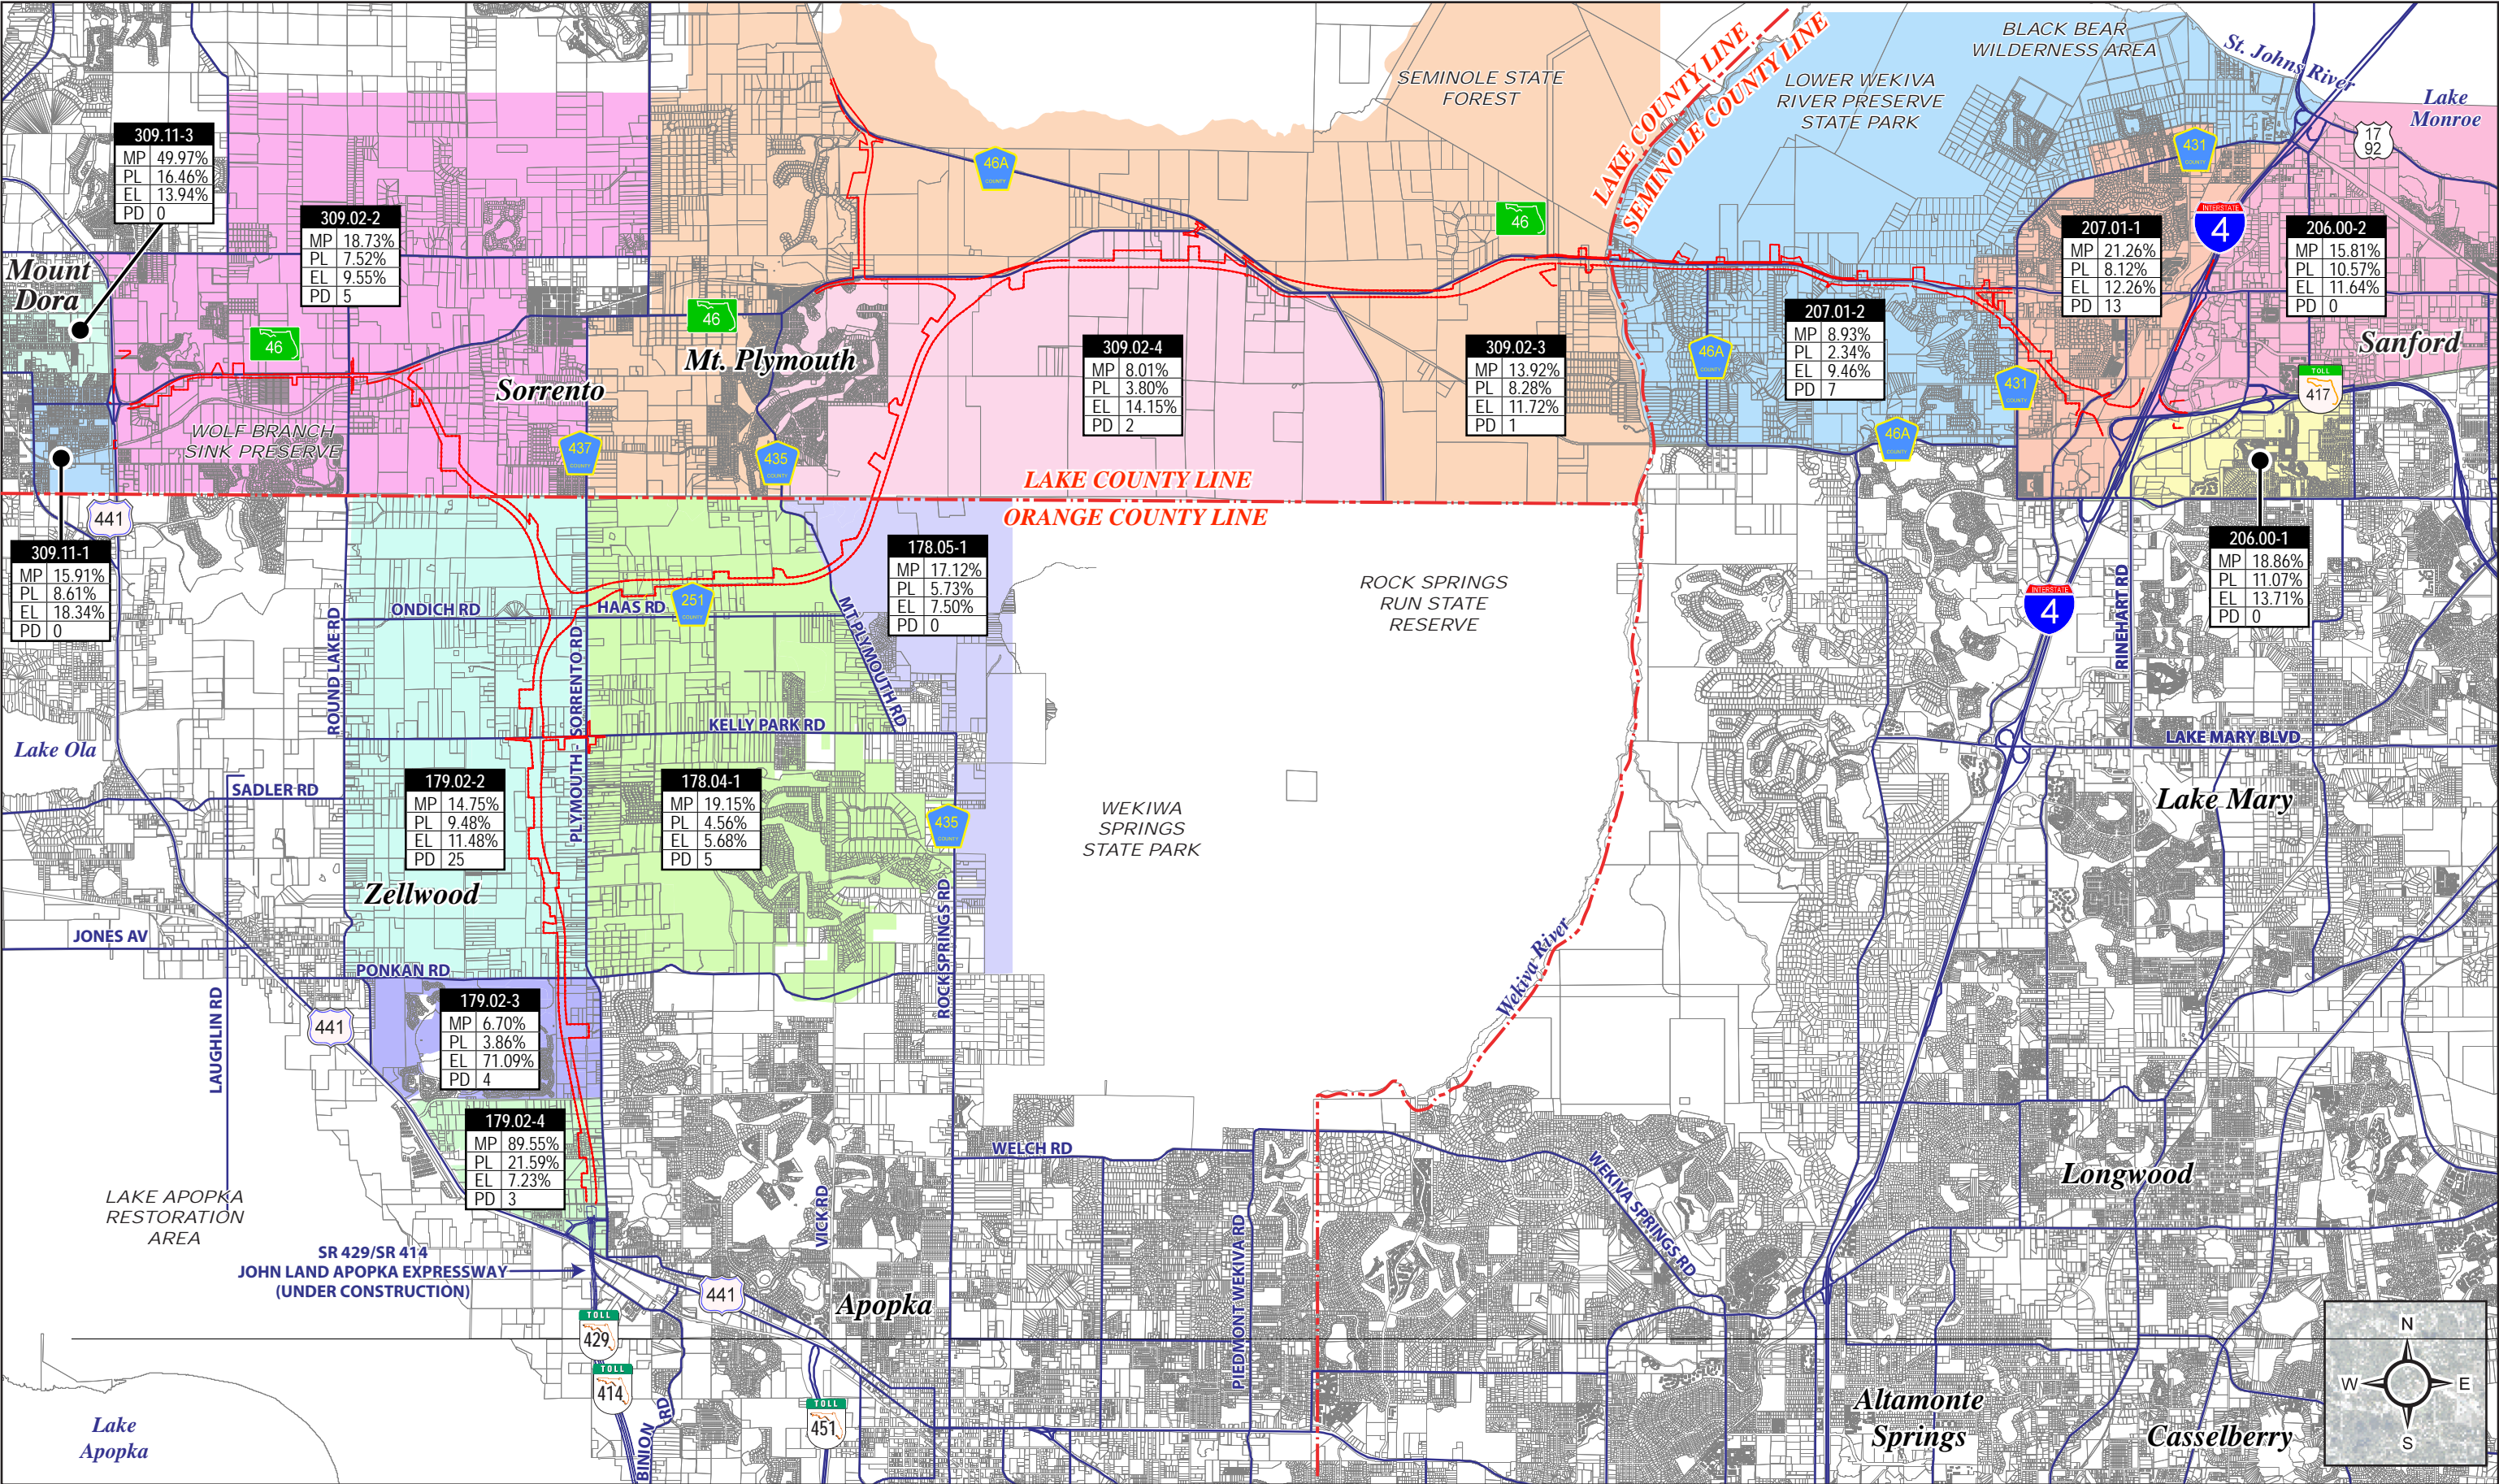 BLACK BEAR
WILDERNESS AREA
St. Johns River
Lake
Monroe
SEMINOLE STATE
FOREST
LOWER WEKIVA
RIVER PRESERVE
STATE PARK
LAKE COUNTY LINE
SEMINOLE COUNTY LINE
17
92
431
COUNTY
46A
COUNTY
309.11-3
MP 49.97%
PL 16.46%
EL 13.94%
PD 0
309.02-2
MP 18.73%
PL 7.52%
EL 9.55%
PD 5
46
207.01-1
MP 21.26%
PL 8.12%
EL 12.26%
PD 13
INTERSTATE
4
206.00-2
MP 15.81%
PL 10.57%
EL 11.64%
PD 0
Mount
Dora
46
46
Mt. Plymouth
Sorrento
309.02-4
MP 8.01%
PL 3.80%
EL 14.15%
PD 2
309.02-3
MP 13.92%
PL 8.28%
EL 11.72%
PD 1
46A
COUNTY
207.01-2
MP 8.93%
PL 2.34%
EL 9.46%
PD 7
431
COUNTY
Sanford
TOLL
417
WOLF BRANCH
SINK PRESERVE
437
COUNTY
435
COUNTY
46A
COUNTY
LAKE COUNTY LINE
ORANGE COUNTY LINE
441
309.11-1
MP 15.91%
PL 8.61%
EL 18.34%
PD 0
178.05-1
MP 17.12%
PL 5.73%
EL 7.50%
PD 0
206.00-1
MP 18.86%
PL 11.07%
EL 13.71%
PD 0
ROCK SPRINGS
RUN STATE
RESERVE
INTERSTATE
4
RINEHART RD
ROUND LAKE RD
ONDICH RD
HAAS RD
251
COUNTY
MT PLYMOUTH RD
PLYMOUTH - SORRENTO RD
KELLY PARK RD
Lake Ola
LAKE MARY BLVD
SADLER RD
179.02-2
MP 14.75%
PL 9.48%
EL 11.48%
PD 25
178.04-1
MP 19.15%
PL 4.56%
EL 5.68%
PD 5
435
COUNTY
WEKIWA
SPRINGS
STATE PARK
Lake Mary
Zellwood
JONES AV
PONKAN RD
ROCK SPRINGS RD
Wekiva River
LAUGHLIN RD
441
179.02-3
MP 6.70%
PL 3.86%
EL 71.09%
PD 4
179.02-4
MP 89.55%
PL 21.59%
EL 7.23%
PD 3
WELCH RD
WEKIVA SPRINGS RD
Longwood
LAKE APOPKA
RESTORATION
AREA
VICK RD
PIEDMONT WEKIVA RD
SR 429/SR 414
JOHN LAND APOPKA EXPRESSWAY
(UNDER CONSTRUCTION)
441
Apopka
TOLL
429
TOLL
414
TOLL
451
BINION RD
Lake
Apopka
Altamonte
Springs
Casselberry
N
W E
S